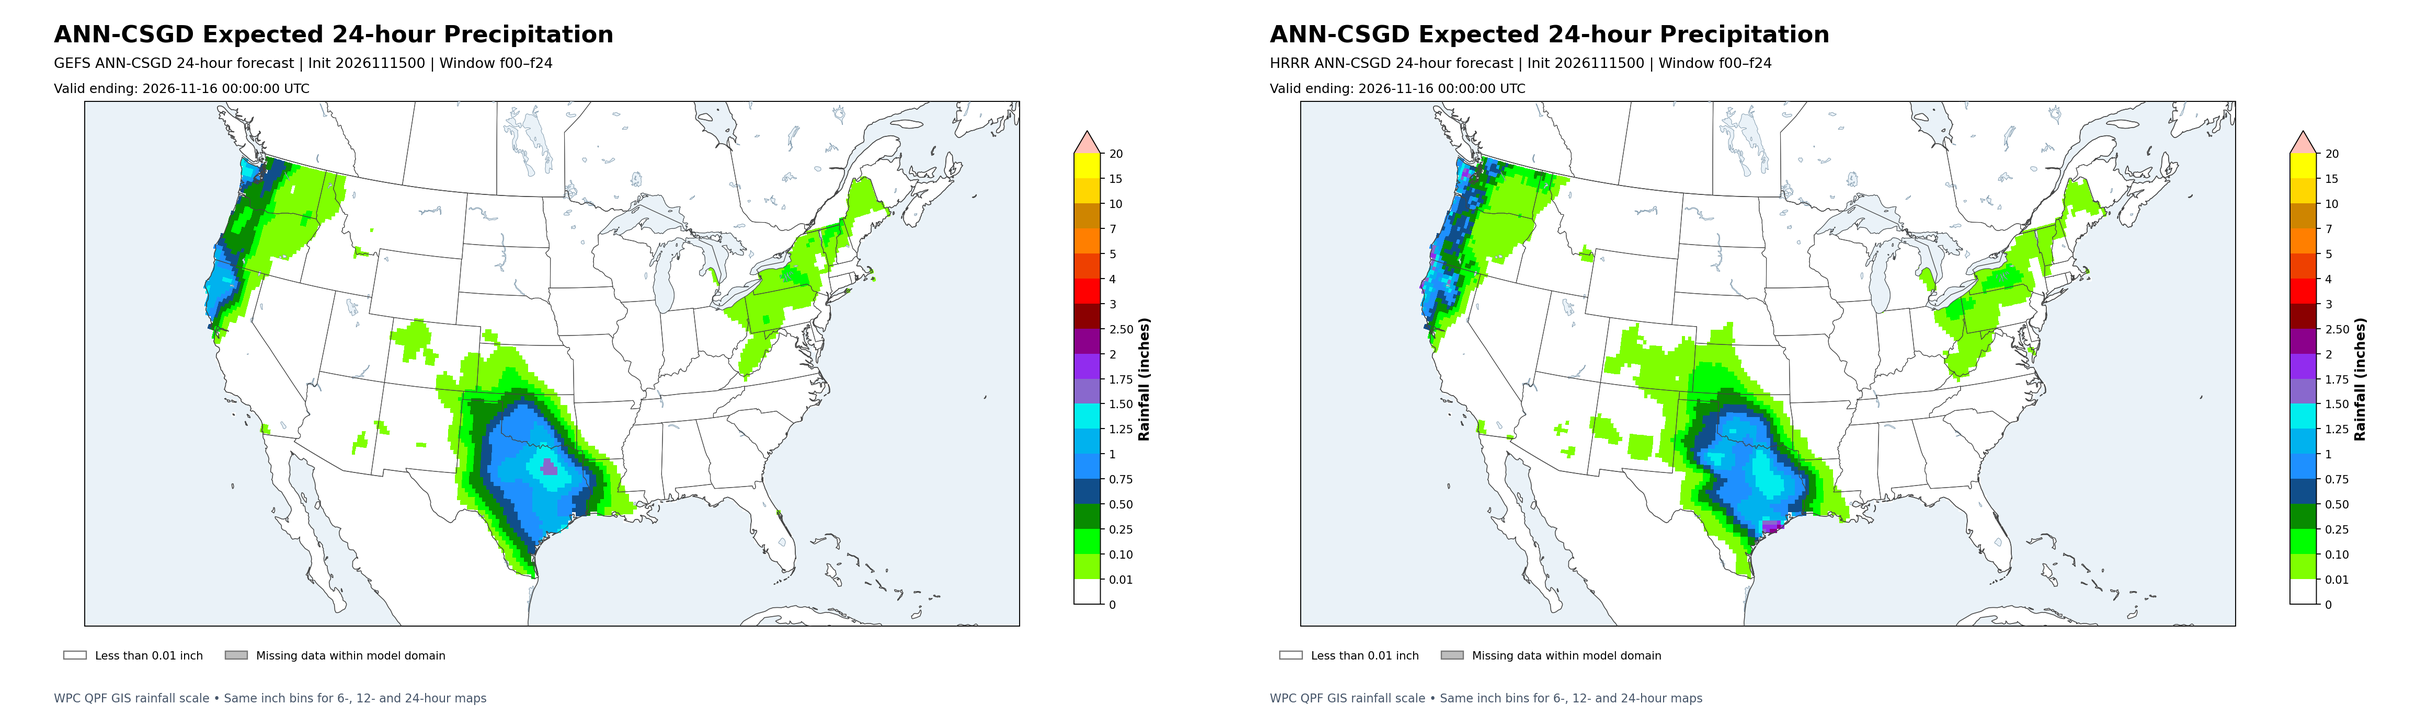 ANN-CSGD Expected 24-hour Precipitation
GEFS ANN-CSGD 24-hour forecast | Init 2026111500 | Window f00–f24
Valid ending: 2026-11-16 00:00:00 UTC
20
15
10
7
5
4
3
2.50
2
1.75
1.50
1.25
1
0.75
0.50
0.25
0.10
0.01
0
Rainfall (inches)
Less than 0.01 inch
Missing data within model domain
WPC QPF GIS rainfall scale • Same inch bins for 6-, 12- and 24-hour maps
ANN-CSGD Expected 24-hour Precipitation
HRRR ANN-CSGD 24-hour forecast | Init 2026111500 | Window f00–f24
Valid ending: 2026-11-16 00:00:00 UTC
20
15
10
7
5
4
3
2.50
2
1.75
1.50
1.25
1
0.75
0.50
0.25
0.10
0.01
0
Rainfall (inches)
Less than 0.01 inch
Missing data within model domain
WPC QPF GIS rainfall scale • Same inch bins for 6-, 12- and 24-hour maps